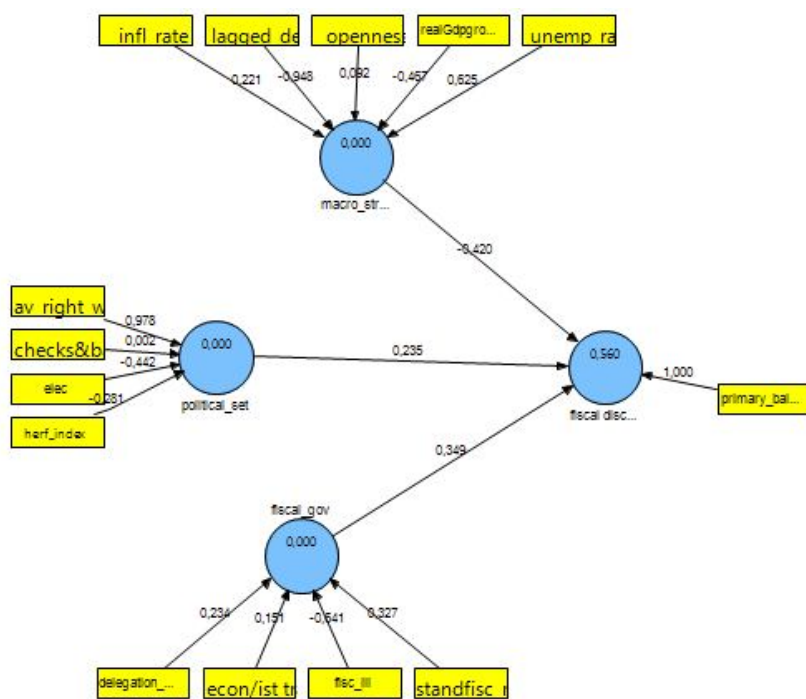 infl_rate
lagged_de
openness
realGdpgro...
unemp_ra
0,221
-0,948
0,092
-0,467
0,625
0,000
macro_str...
-0,420
av_right_w
0,978
checks&b
0,002
elec
-0,442
herf_index
-0,281
0,000
political_set
0,235
0,560
fiscal disc...
1,000
primary_bal...
0,349
fiscal_gov
0,000
0,234
0,151
-0,541
0,327
delegation_...
econ/ist tr
fisc_III
standfisc_r